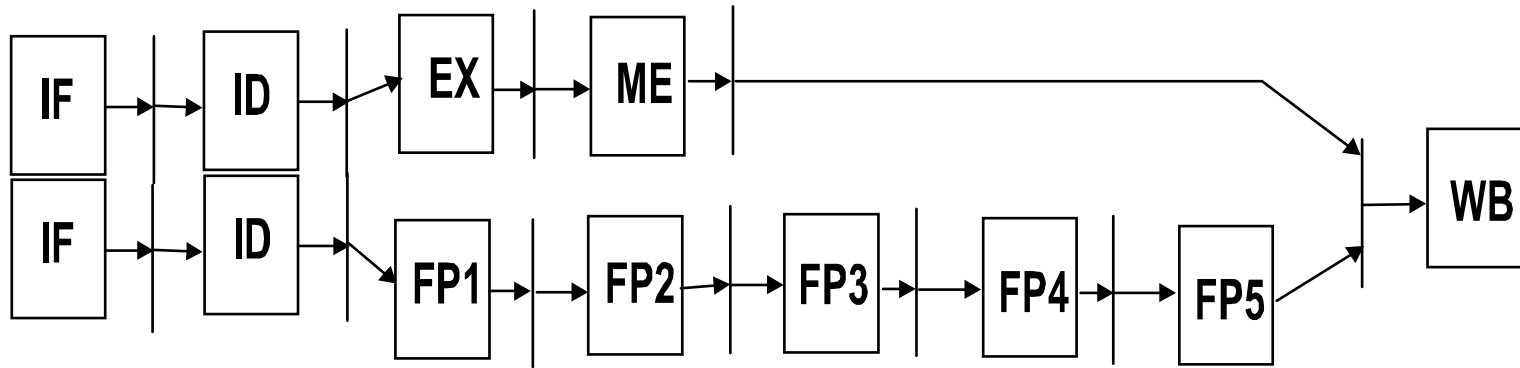 IF ID EX ME
IF ID FP1 FP2 FP3 FP4 FP5 WB